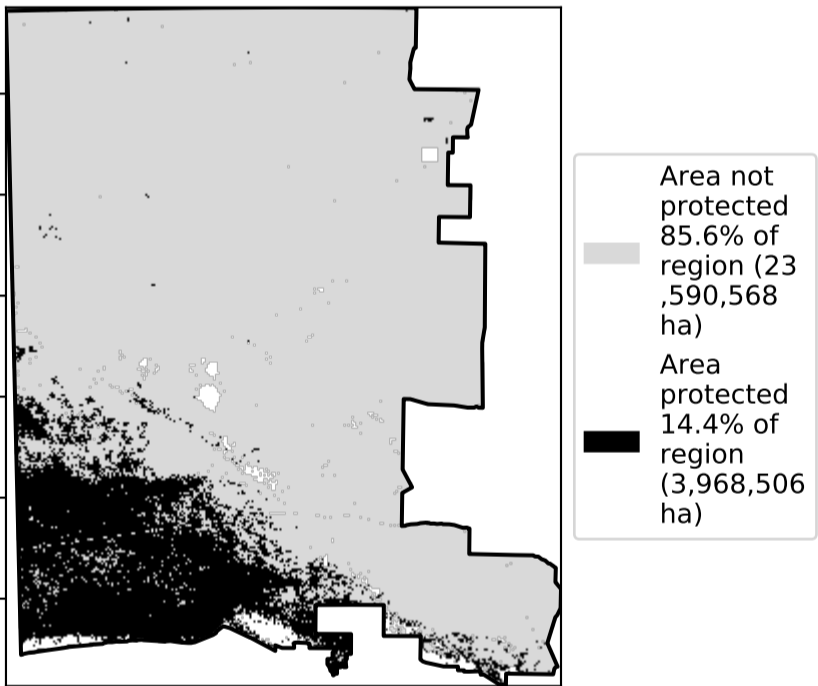 Area not
protected
85.6% of
region (23
,590,568
ha)
Area
protected
14.4% of
region
(3,968,506
ha)